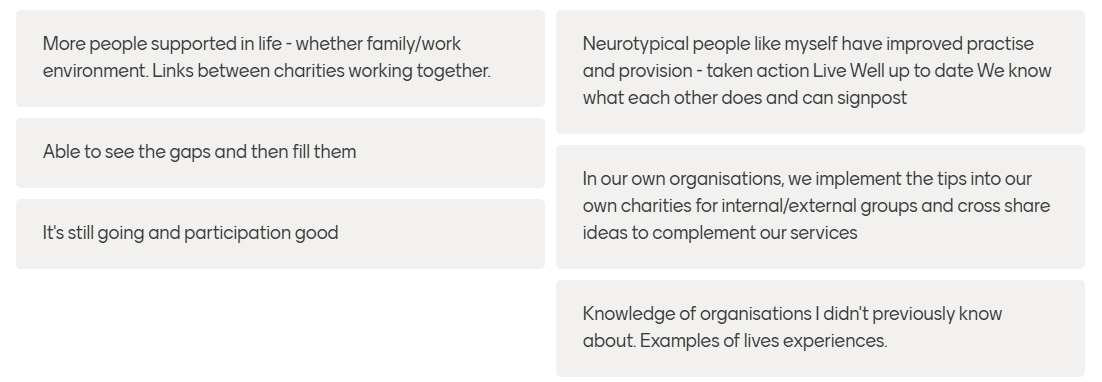 More people supported in life - whether family/work
environment. Links between charities working together.
Able to see the gaps and then fill them
It's still going and participation good
Neurotypical people like myself have improved practise
and provision - taken action Live Well up to date We know
what each other does and can signpost
In our own organisations, we implement the tips into our
own charities for internal/external groups and cross share
ideas to complement our services
Knowledge of organisations I didn't previously know
about. Examples of lives experiences.